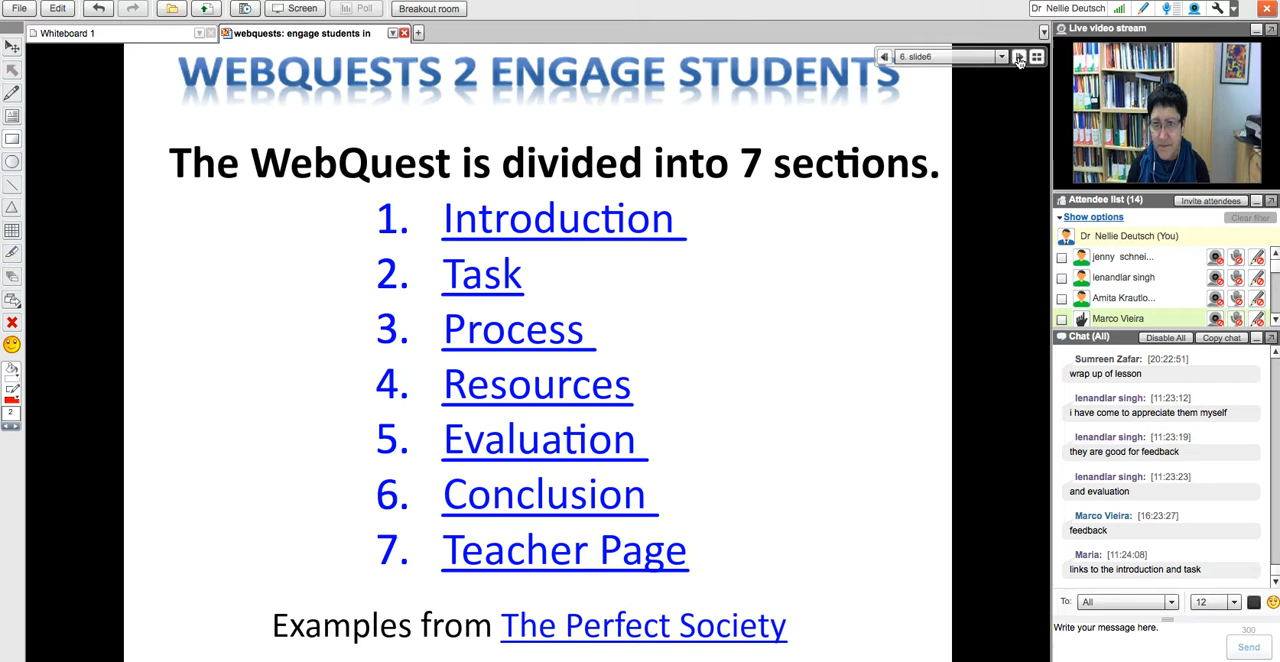 File
Edit
Screen
Poll
Breakout room
Dr Nellie Deutsch
Whiteboard 1
webquests: engage students in
6. slide6
WEBQUESTS 2 ENGAGE STUDENTS
The WebQuest is divided into 7 sections.
1. Introduction
2. Task
3. Process
4. Resources
5. Evaluation
6. Conclusion
7. Teacher Page
Examples from The Perfect Society
2
Live video stream
Attendee list (14)
Invite attendees
Show options
Clear filter
Dr Nellie Deutsch (You)
jenny schnei...
lenandlar singh
Amita Krautlo...
Marco Vieira
Chat (All)
Disable All
Copy chat
Sumreen Zafar: [20:22:51]
wrap up of lesson
lenandlar singh: [11:23:12]
i have come to appreciate them myself
lenandlar singh: [11:23:19]
they are good for feedback
lenandlar singh: [11:23:23]
and evaluation
Marco Vieira: [16:23:27]
feedback
Maria: [11:24:08]
links to the introduction and task
To:
All
12
Write your message here.
300
Send